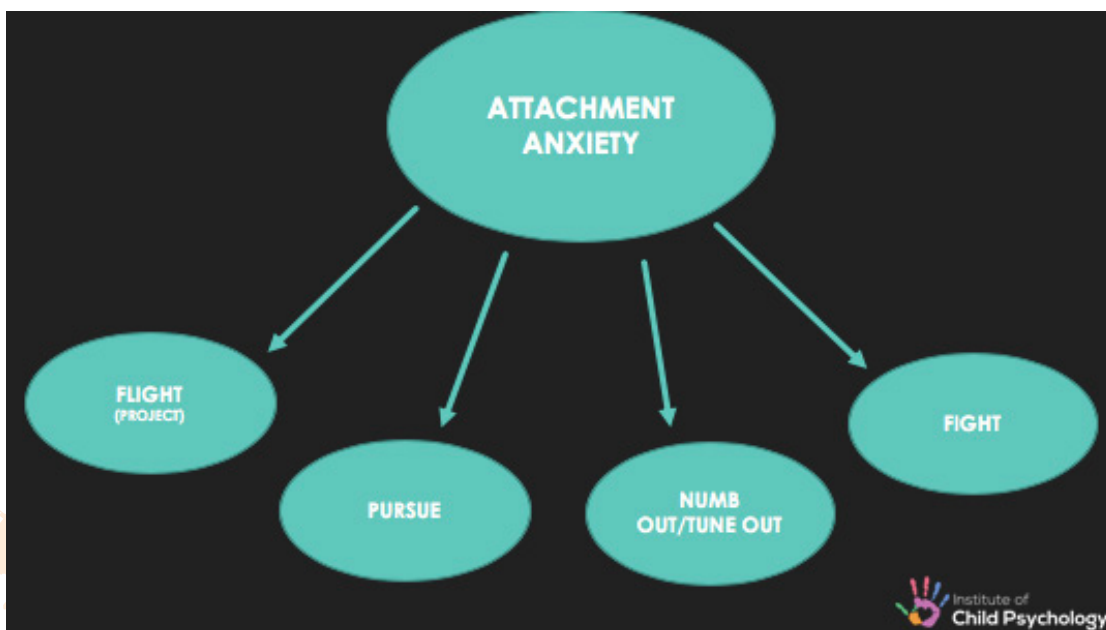 ATTACHMENT
ANXIETY
FLIGHT
(PROJECT)
PURSUE
NUMB
OUT/TUNE OUT
FIGHT
Institute of
Child Psychology